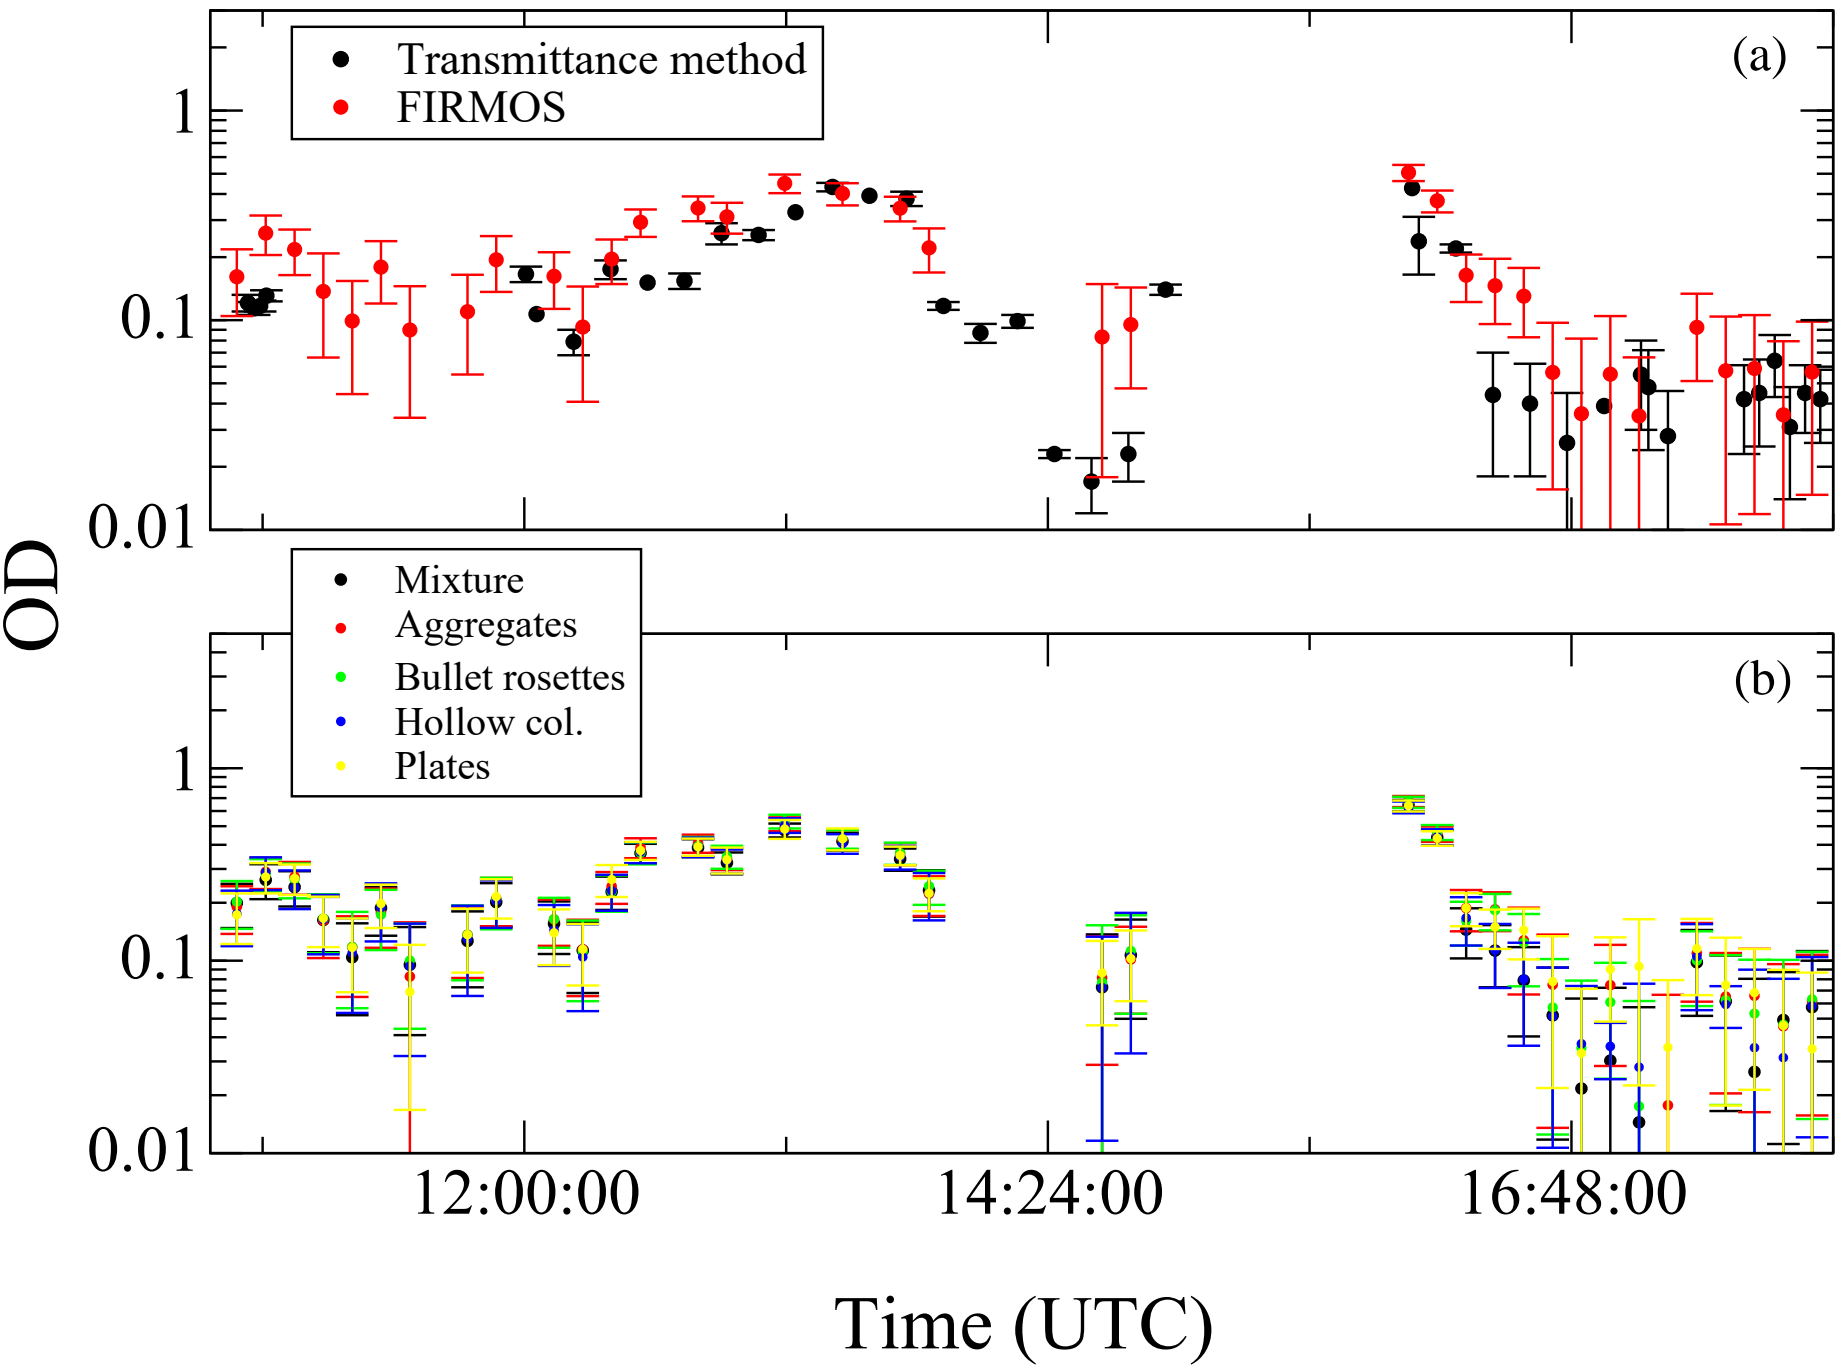 (a)
Transmittance method
FIRMOS
1
0.1
0.01
OD
Mixture
Aggregates
Bullet rosettes
Hollow col.
Plates
(b)
1
0.1
0.01
12:00:00 14:24:00 16:48:00
Time (UTC)